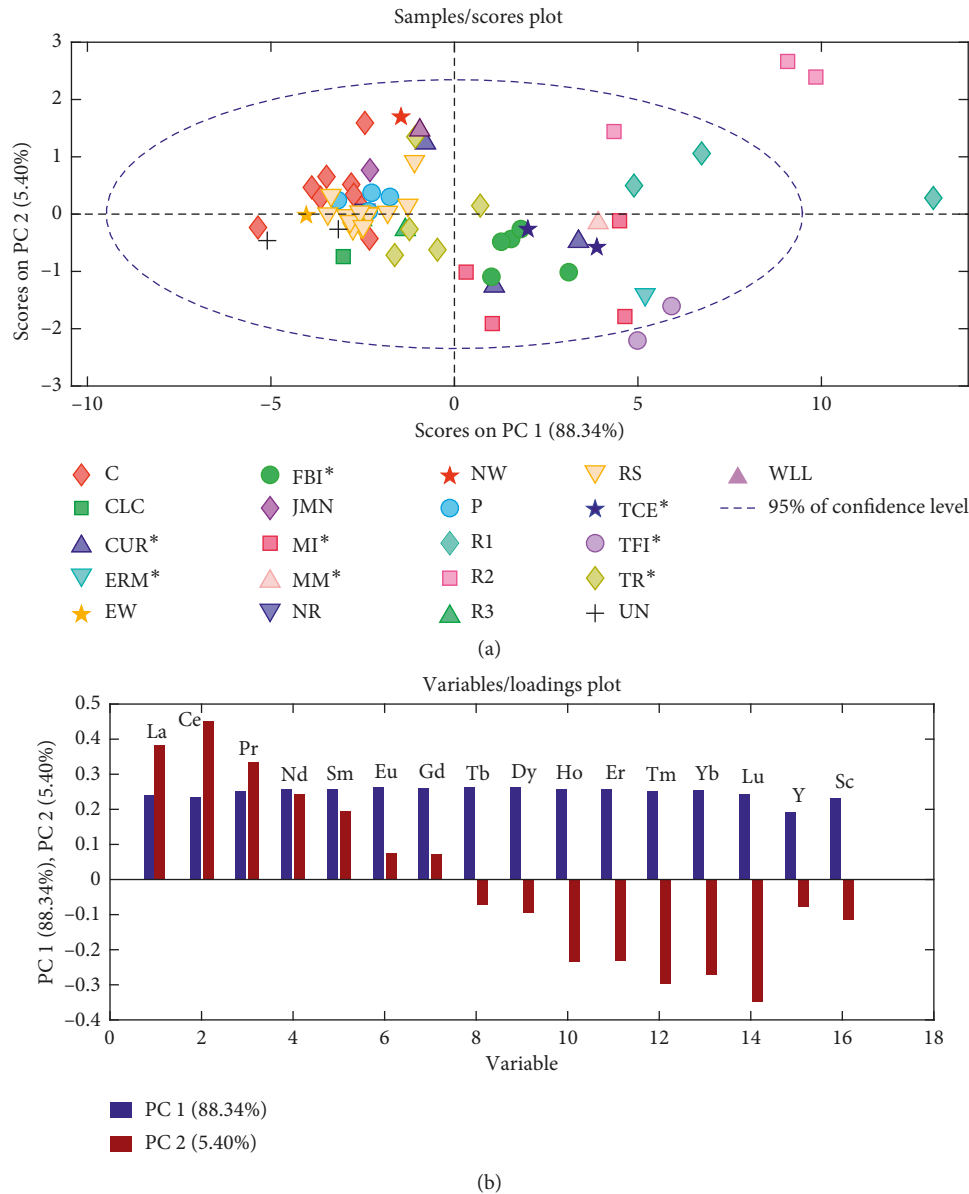 Samples/scores plot
3
2
1
0
−1
−2
−3
Scores on PC 2 (5.40%)
−10
−5
0
5
10
Scores on PC 1 (88.34%)
C
FBI*
NW
RS
WLL
CLC
JMN
P
TCE*
95% of confidence level
CUR*
MI*
R1
TFI*
ERM*
MM*
R2
TR*
EW
NR
R3
UN
(a)
Variables/loadings plot
0.5
0.4
0.3
0.2
0.1
0
−0.1
−0.2
−0.3
−0.4
PC 1 (88.34%), PC 2 (5.40%)
La
Ce
Pr
Nd
Sm
Eu
Gd
Tb
Dy
Ho
Er
Tm
Yb
Lu
Y
Sc
0
2
4
6
8
10
12
14
16
18
Variable
PC 1 (88.34%)
PC 2 (5.40%)
(b)